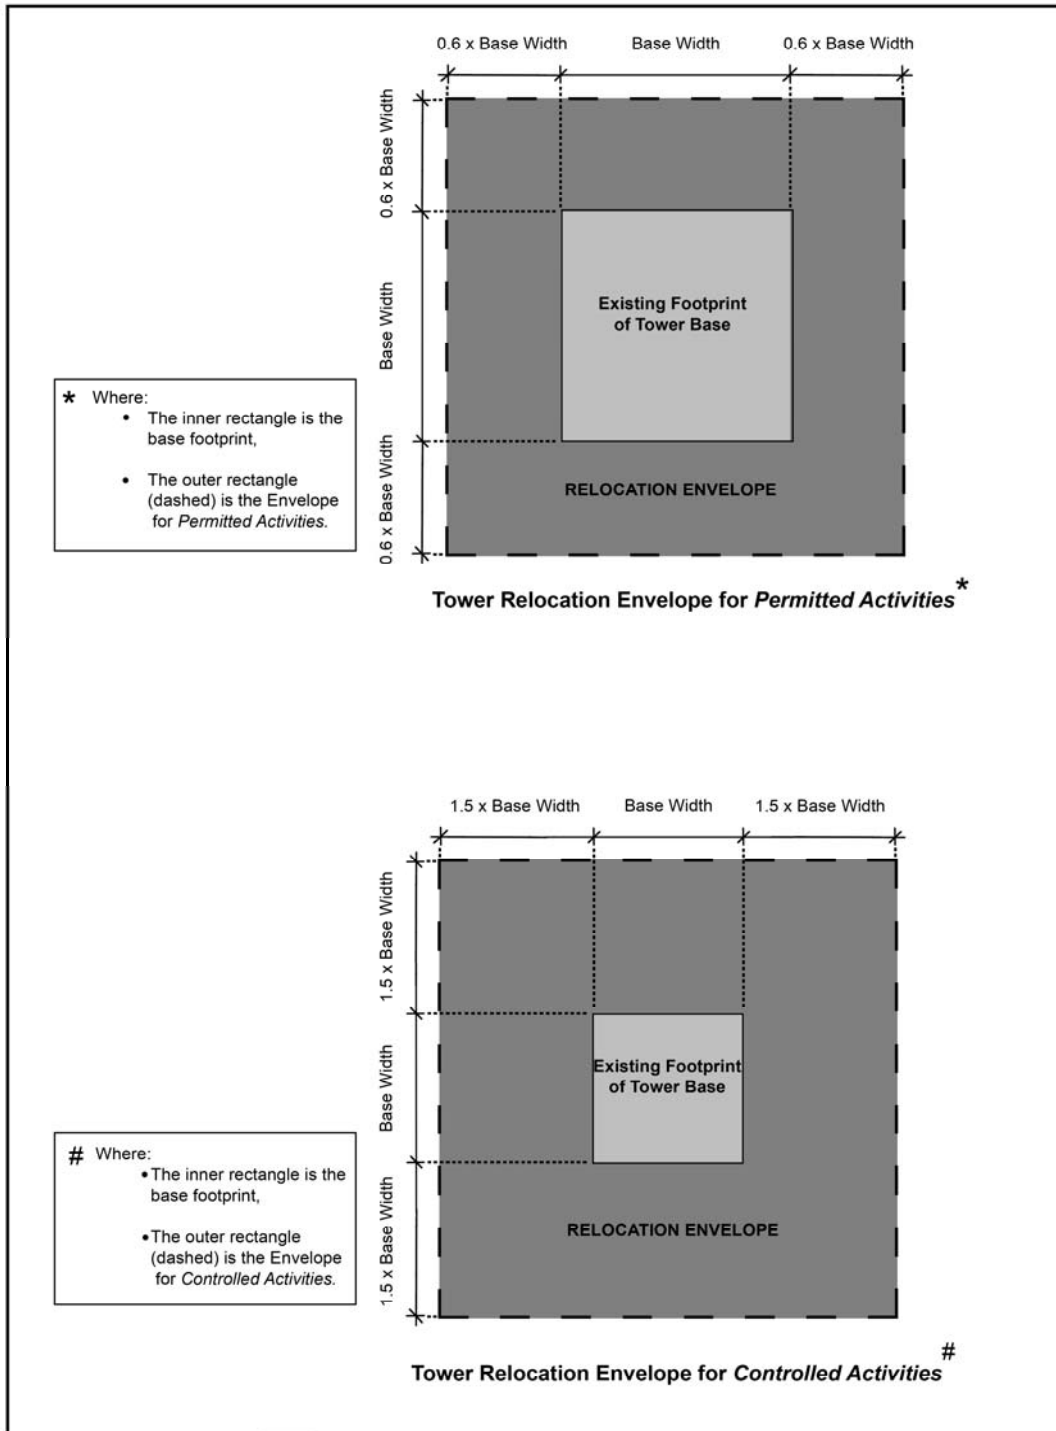 0.6 x Base Width Base Width 0.6 x Base Width
0.6 x Base Width
Base Width
0.6 x Base Width
Existing Footprint
of Tower Base
RELOCATION ENVELOPE
* Where:
• The inner rectangle is the
base footprint,
• The outer rectangle
(dashed) is the Envelope
for Permitted Activities.
Tower Relocation Envelope for Permitted Activities*
1.5 x Base Width Base Width 1.5 x Base Width
1.5 x Base Width
Base Width
1.5 x Base Width
Existing Footprint
of Tower Base
RELOCATION ENVELOPE
# Where:
• The inner rectangle is the
base footprint,
• The outer rectangle
(dashed) is the Envelope
for Controlled Activities.
Tower Relocation Envelope for Controlled Activities#